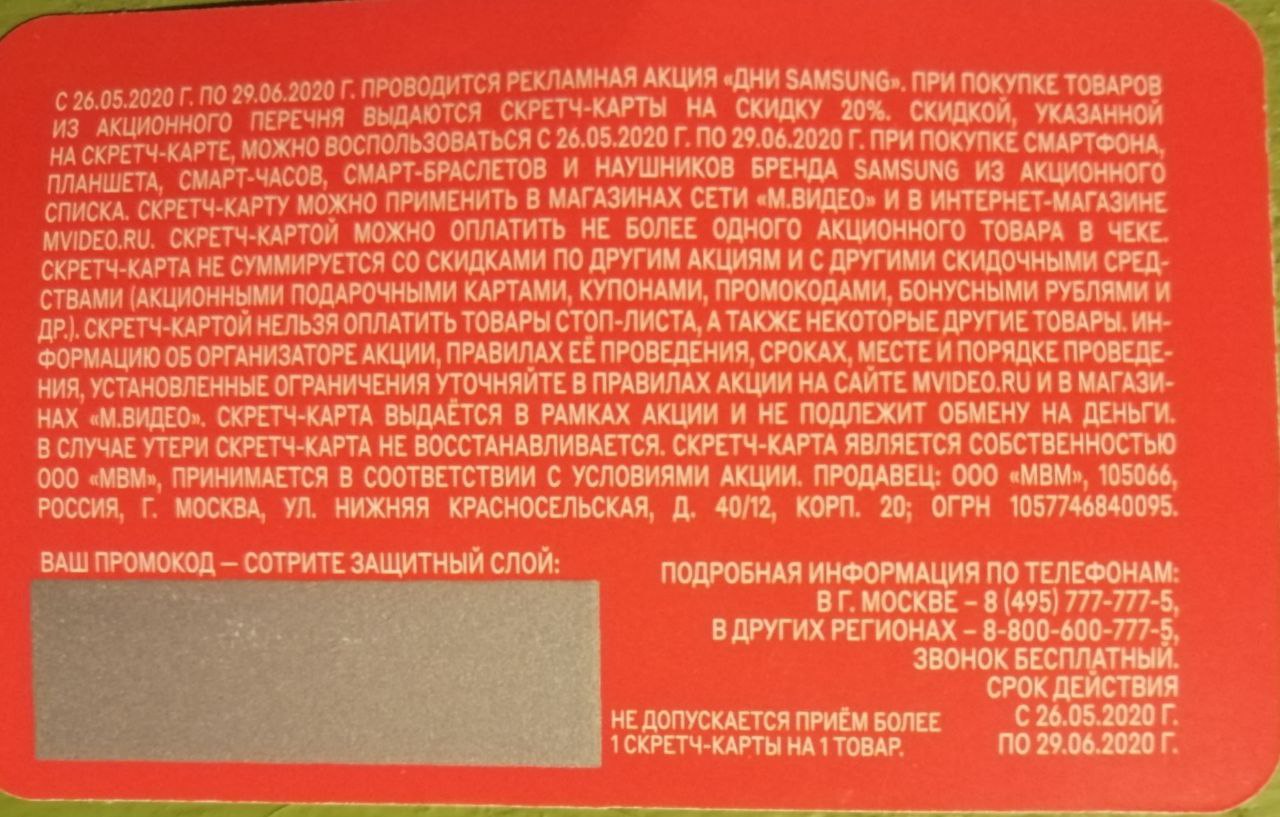 С 26.05.2020 Г. ПО 29.06.2020 Г. ПРОВОДИТСЯ РЕКЛАМНАЯ АКЦИЯ «ДНИ SAMSUNG». ПРИ ПОКУПКЕ ТОВАРОВ
ИЗ АКЦИОННОГО ПЕРЕЧНЯ ВЫДАЮТСЯ СКРЕТЧ-КАРТЫ НА СКИДКУ 20%. СКИДКОЙ, УКАЗАННОЙ
НА СКРЕТЧ-КАРТЕ, МОЖНО ВОСПОЛЬЗОВАТЬСЯ С 26.05.2020 Г. ПО 29.06.2020 Г. ПРИ ПОКУПКЕ СМАРТФОНА,
ПЛАНШЕТА, СМАРТ-ЧАСОВ, СМАРТ-БРАСЛЕТОВ И НАУШНИКОВ БРЕНДА SAMSUNG ИЗ АКЦИОННОГО
СПИСКА. СКРЕТЧ-КАРТУ МОЖНО ПРИМЕНИТЬ В МАГАЗИНАХ СЕТИ «М.ВИДЕО» И В ИНТЕРНЕТ-МАГАЗИНЕ
MVIDEO.RU. СКРЕТЧ-КАРТОЙ МОЖНО ОПЛАТИТЬ НЕ БОЛЕЕ ОДНОГО АКЦИОННОГО ТОВАРА В ЧЕКЕ.
СКРЕТЧ-КАРТА НЕ СУММИРУЕТСЯ СО СКИДКАМИ ПО ДРУГИМ АКЦИЯМ И С ДРУГИМИ СКИДОЧНЫМИ СРЕД-
СТВАМИ (АКЦИОННЫМИ ПОДАРОЧНЫМИ КАРТАМИ, КУПОНАМИ, ПРОМОКОДАМИ, БОНУСНЫМИ РУБЛЯМИ И
ДР.). СКРЕТЧ-КАРТОЙ НЕЛЬЗЯ ОПЛАТИТЬ ТОВАРЫ СТОП-ЛИСТА, А ТАКЖЕ НЕКОТОРЫЕ ДРУГИЕ ТОВАРЫ. ИН-
ФОРМАЦИЮ ОБ ОРГАНИЗАТОРЕ АКЦИИ, ПРАВИЛАХ ЕЁ ПРОВЕДЕНИЯ, СРОКАХ, МЕСТЕ И ПОРЯДКЕ ПРОВЕДЕ-
НИЯ, УСТАНОВЛЕННЫЕ ОГРАНИЧЕНИЯ УТОЧНЯЙТЕ В ПРАВИЛАХ АКЦИИ НА САЙТЕ MVIDEO.RU И В МАГАЗИ-
НАХ «М.ВИДЕО». СКРЕТЧ-КАРТА ВЫДАЁТСЯ В РАМКАХ АКЦИИ И НЕ ПОДЛЕЖИТ ОБМЕНУ НА ДЕНЬГИ.
В СЛУЧАЕ УТЕРИ СКРЕТЧ-КАРТА НЕ ВОССТАНАВЛИВАЕТСЯ. СКРЕТЧ-КАРТА ЯВЛЯЕТСЯ СОБСТВЕННОСТЬЮ
ООО «МВМ», ПРИНИМАЕТСЯ В СООТВЕТСТВИИ С УСЛОВИЯМИ АКЦИИ. ПРОДАВЕЦ: ООО «МВМ», 105066,
РОССИЯ, Г. МОСКВА, УЛ. НИЖНЯЯ КРАСНОСЕЛЬСКАЯ, Д. 40/12, КОРП. 20; ОГРН 1057746840095.
ВАШ ПРОМОКОД – СОТРИТЕ ЗАЩИТНЫЙ СЛОЙ:
ПОДРОБНАЯ ИНФОРМАЦИЯ ПО ТЕЛЕФОНАМ:
В Г. МОСКВЕ – 8 (495) 777-777-5,
В ДРУГИХ РЕГИОНАХ – 8-800-600-777-5,
ЗВОНОК БЕСПЛАТНЫЙ.
СРОК ДЕЙСТВИЯ
С 26.05.2020 Г.
ПО 29.06.2020 Г.
НЕ ДОПУСКАЕТСЯ ПРИЁМ БОЛЕЕ
1 СКРЕТЧ-КАРТЫ НА 1 ТОВАР.